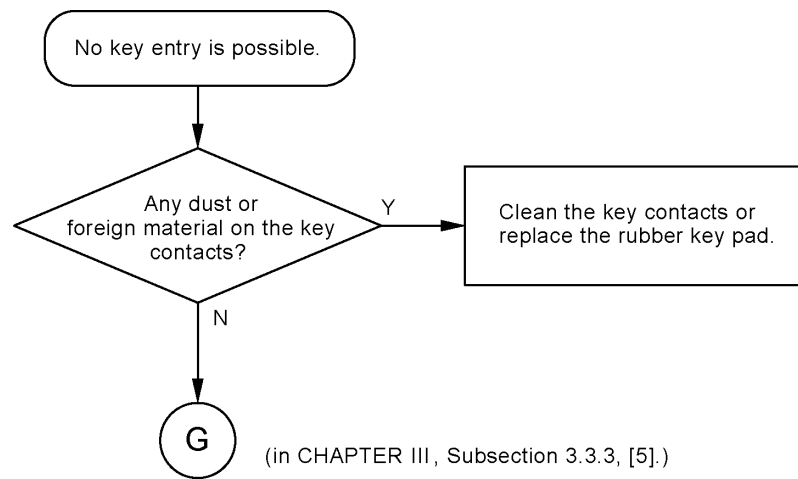 No key entry is possible.
Any dust or
foreign material on the key
contacts?
Y
Clean the key contacts or
replace the rubber key pad.
N
G
(in CHAPTER III, Subsection 3.3.3, [5].)